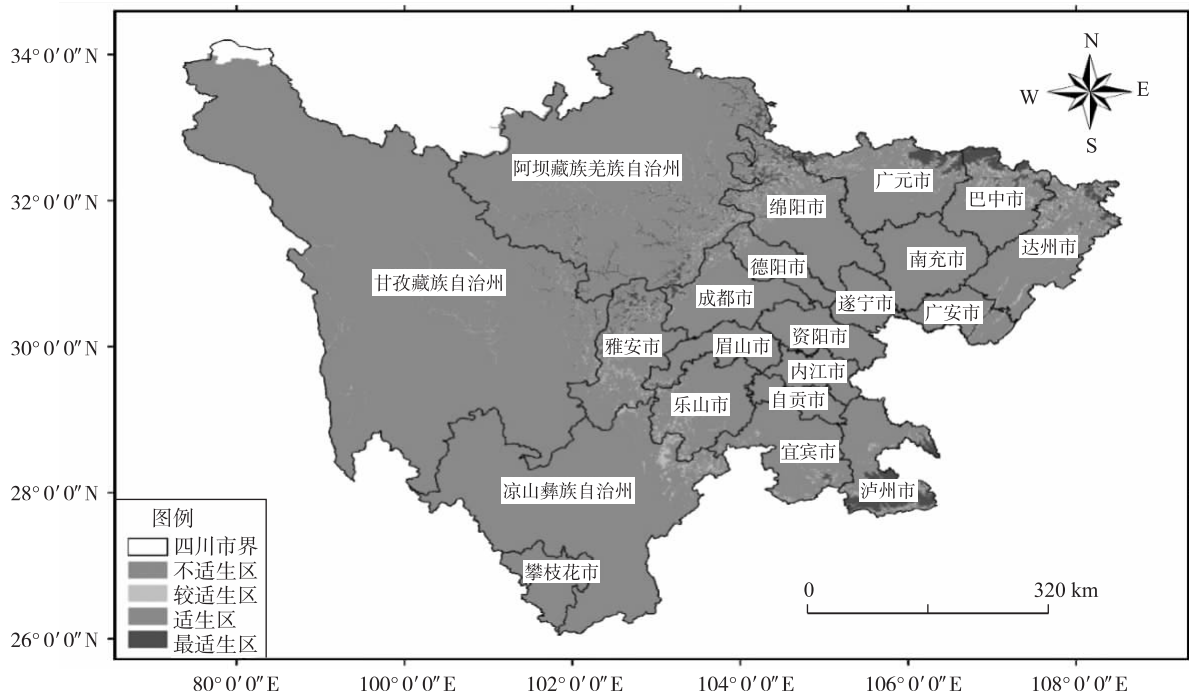 34°0′0″N
32°0′0″N
30°0′0″N
28°0′0″N
26°0′0″N
N
W
E
S
阿坝藏族羌族自治州
广元市
巴中市
绵阳市
达州市
南充市
德阳市
甘孜藏族自治州
成都市
遂宁市
广安市
资阳市
雅安市
眉山市
内江市
乐山市
自贡市
宜宾市
凉山彝族自治州
泸州市
攀枝花市
图例
四川市界
不适生区
较适生区
适生区
最适生区
0
320 km
80°0′0″E
100°0′0″E
102°0′0″E
104°0′0″E
106°0′0″E
108°0′0″E